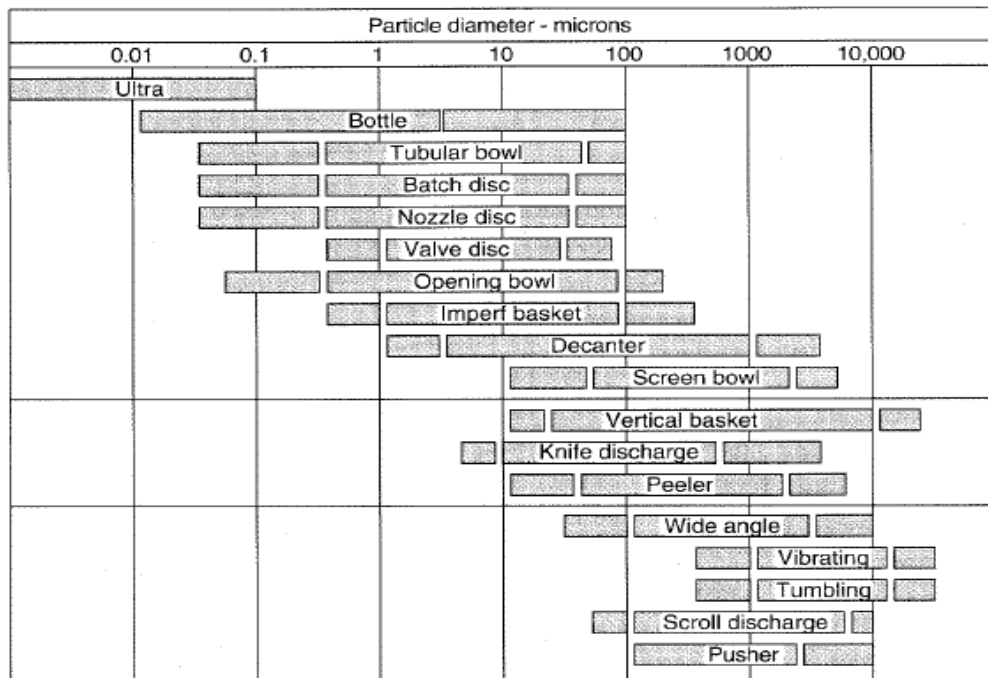 Particle diameter - microns
0.01 0.1 1 10 100 1000 10,000
Ultra
Bottle
Tubular bowl
Batch disc
Nozzle disc
Valve disc
Opening bowl
Imperf basket
Decanter
Screen bowl
Vertical basket
Knife discharge
Peeler
Wide angle
Vibrating
Tumbling
Scroll discharge
Pusher